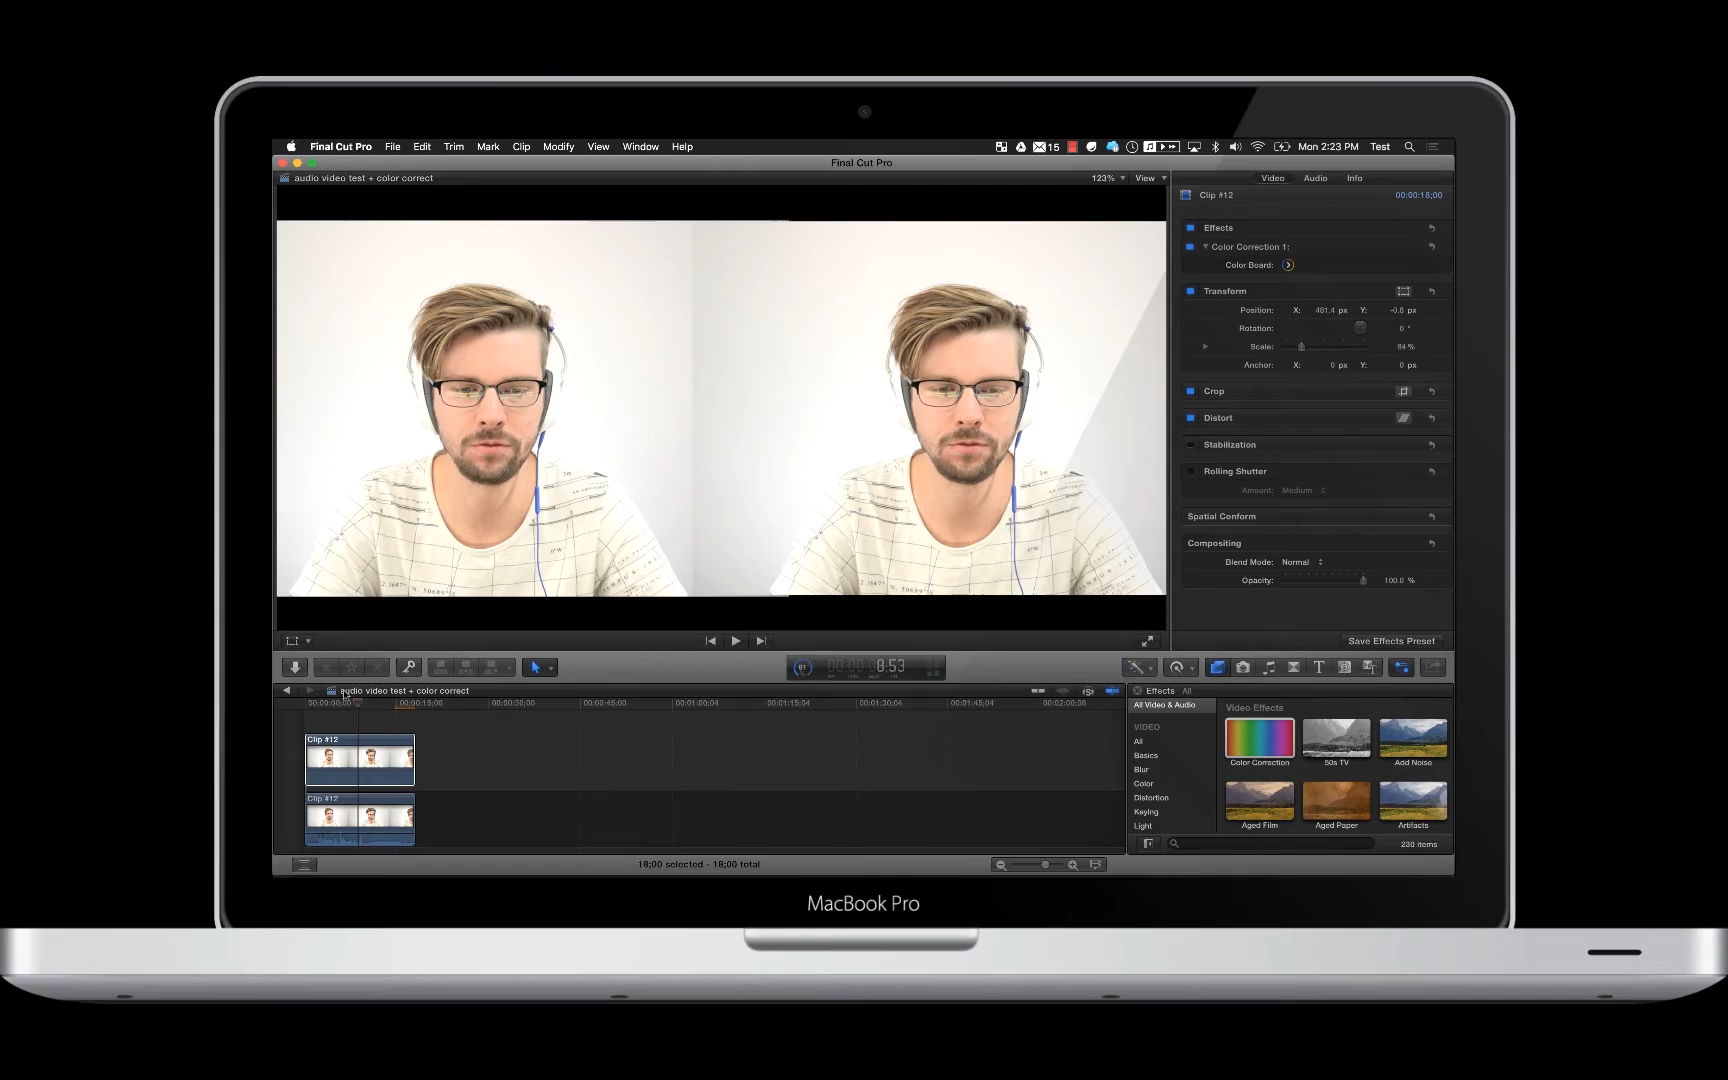 Final Cut Pro File Edit Trim Mark Clip Modify View Window Help 15 Mon 2:23 PM Test
Final Cut Pro
audio video test + color correct 123% View Video Audio Info
Clip #12 00:00:18;00
Effects
Color Correction 1:
Color Board:
Transform
Position: X: 481.4 px Y: -0.8 px
Rotation: 0 °
Scale: 84 %
Anchor: X: 0 px Y: 0 px
Crop
Distort
Stabilization
Rolling Shutter
Amount: Medium
Spatial Conform
Compositing
Blend Mode: Normal
Opacity: 100.0 %
Save Effects Preset
81 00:00:08:53
audio video test + color correct Effects All
00:00:00;00 00:00:15;00 00:00:30;00 00:00:45;00 00:01:00;04 00:01:15;04 00:01:30;04 00:01:45;04 00:02:00;08
All Video & Audio Video Effects
VIDEO
All
Basics
Blur
Color
Distortion
Keying
Light
Color Correction 50s TV Add Noise
Aged Film Aged Paper Artifacts
Clip #12
Clip #12
230 items
18;00 selected - 18;00 total
MacBook Pro